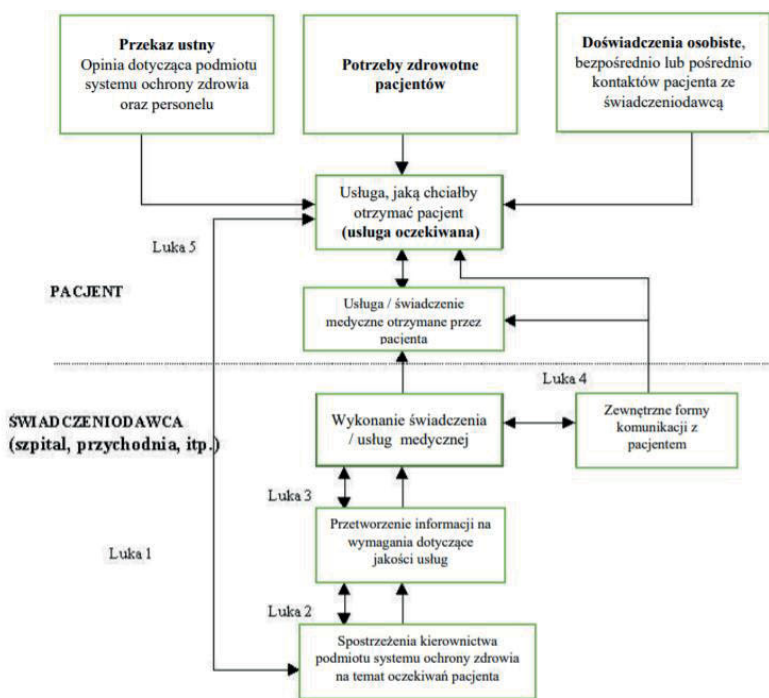 Przekaz ustny
Opinia dotycząca podmiotu
systemu ochrony zdrowia
oraz personelu
Potrzeby zdrowotne
pacjentów
Doświadczenia osobiste,
bezpośrednio lub pośrednio
kontaktów pacjenta ze
świadczeniodawcą
Usługa, jaką chciałby
otrzymać pacjent
(usługa oczekiwana)
Luka 5
PACJENT
Usługa / świadczenie
medyczne otrzymane przez
pacjenta
Luka 4
ŚWIADCZENIODAWCA
(szpital, przychodnia, itp.)
Wykonanie świadczenia
/ usług medycznej
Zewnętrzne formy
komunikacji z
pacjentem
Luka 3
Przetworzenie informacji na
wymagania dotyczące
jakości usług
Luka 1
Luka 2
Spostrzeżenia kierownictwa
podmiotu systemu ochrony zdrowia
na temat oczekiwań pacjenta